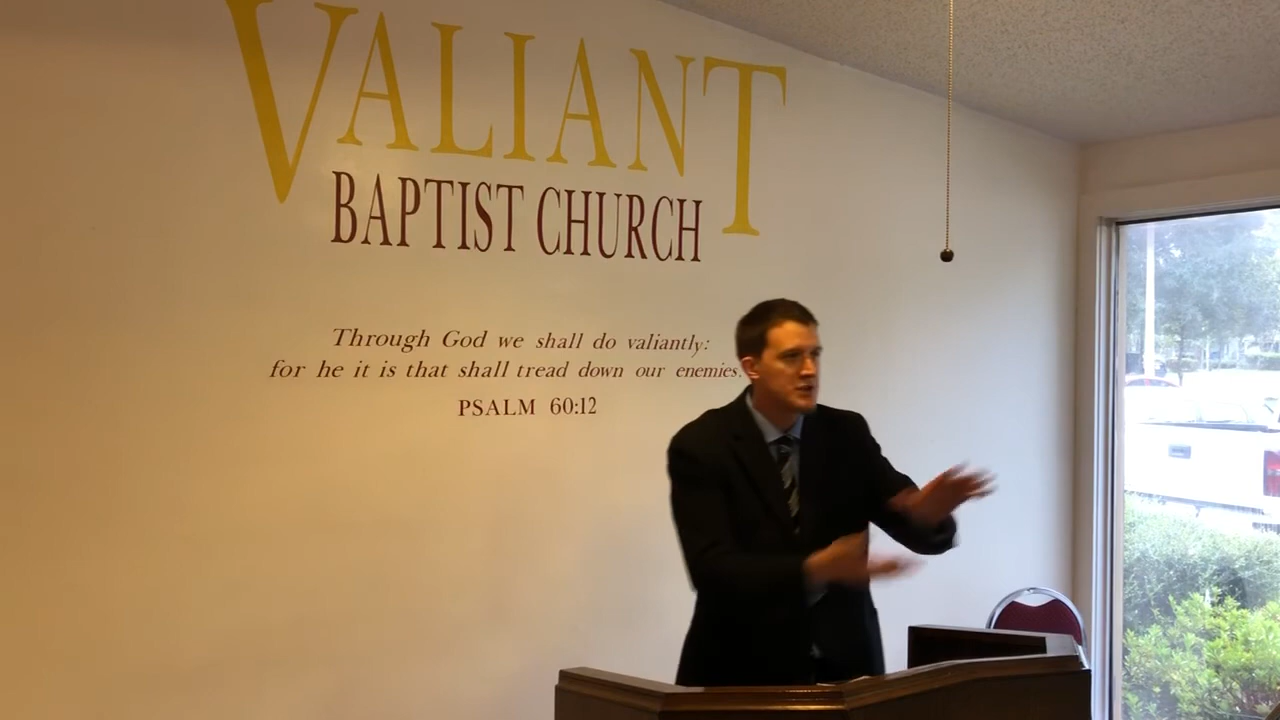 VALIANT
BAPTIST CHURCH
Through God we shall do valiantly:
for he it is that shall tread down our enemies.
PSALM 60:12